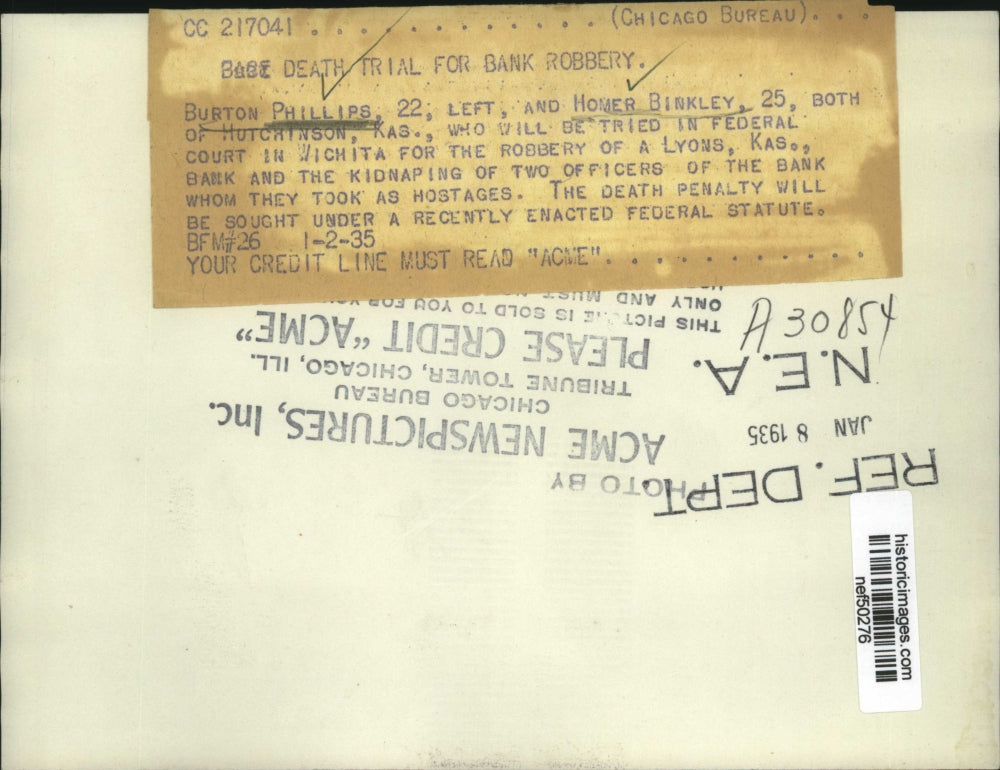 CC 217041 . . . . . . . . . . . . (CHICAGO BUREAU). . .
DEATH TRIAL FOR BANK ROBBERY.
BURTON PHILLIPS, 22, LEFT, AND HOMER BINKLEY, 25, BOTH
OF HUTCHINSON, KAS., WHO WILL BE TRIED IN FEDERAL
COURT IN WICHITA FOR THE ROBBERY OF A LYONS, KAS.,
BANK AND THE KIDNAPING OF TWO OFFICERS OF THE BANK
WHOM THEY TOOK AS HOSTAGES. THE DEATH PENALTY WILL
BE SOUGHT UNDER A RECENTLY ENACTED FEDERAL STATUTE.
BFM#26 1-2-35
YOUR CREDIT LINE MUST READ "ACME". . . . . . . . . . . .
A 30854
PHOTO BY
ACME NEWSPICTURES, Inc.
CHICAGO BUREAU
TRIBUNE TOWER, CHICAGO, ILL.
PLEASE CREDIT "ACME"
THIS PICTURE IS SOLD TO YOU FOR
ONLY AND MUST
REF. DEPT.
JAN 8 1935
N.E.A.
historicimages.com
nef50276